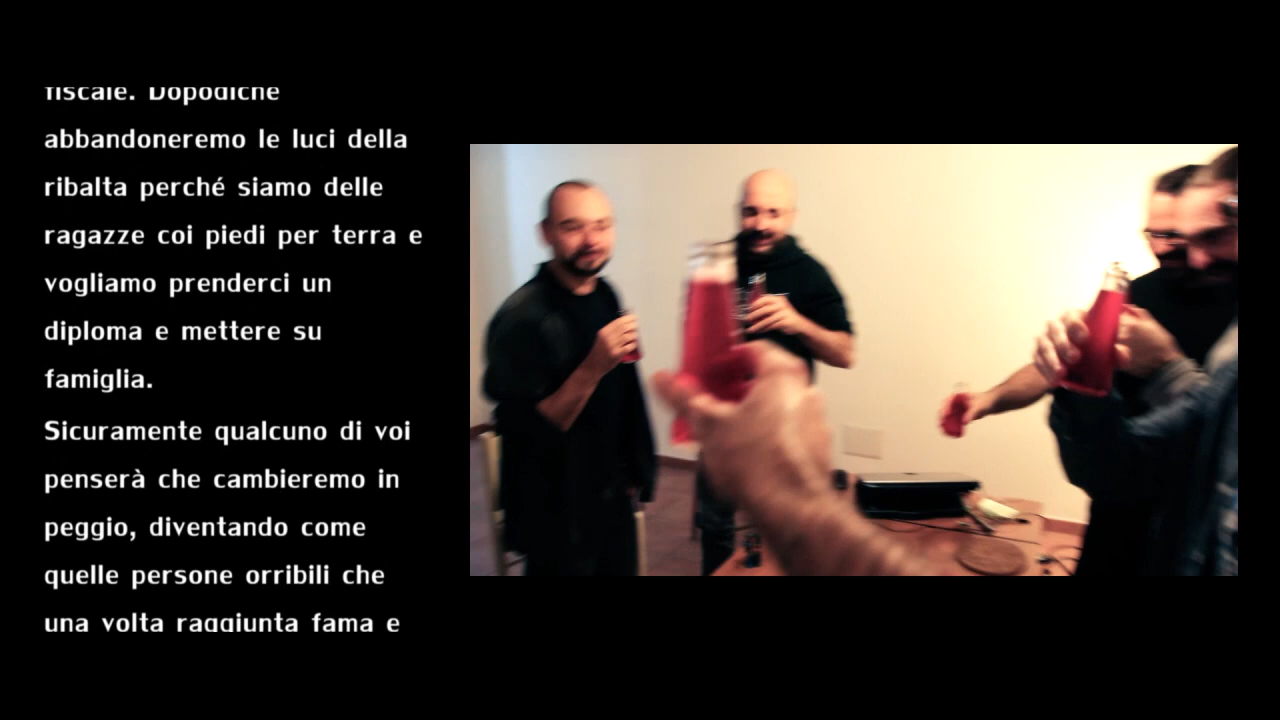 fiscale. Dopodiché
abbandoneremo le luci della
ribalta perché siamo delle
ragazze coi piedi per terra e
vogliamo prenderci un
diploma e mettere su
famiglia.
Sicuramente qualcuno di voi
penserà che cambieremo in
peggio, diventando come
quelle persone orribili che
una volta raggiunta fama e